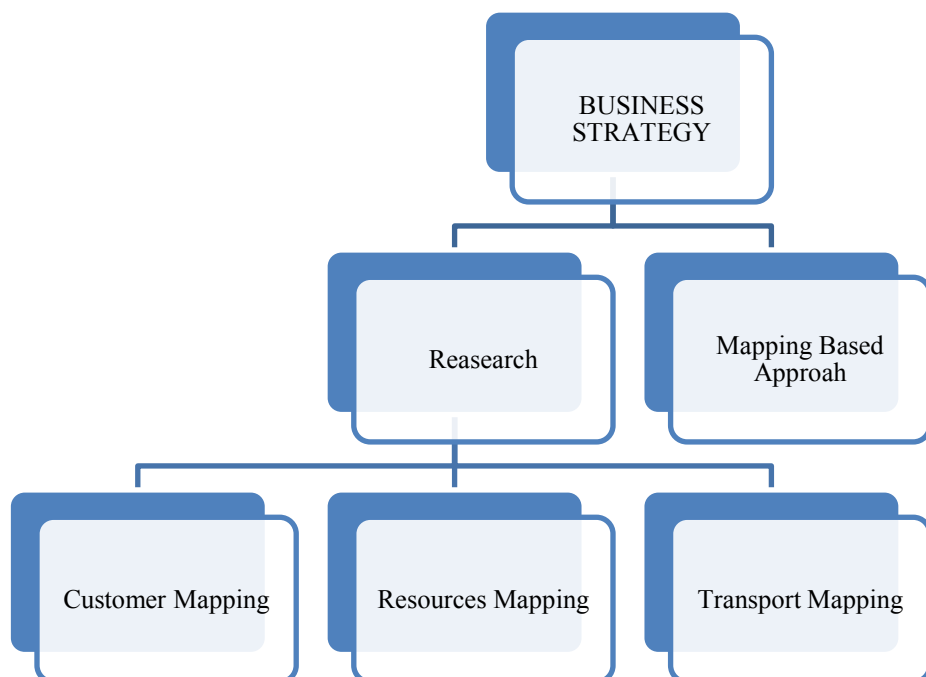 BUSINESS
STRATEGY
Reasearch
Mapping Based
Approah
Customer Mapping
Resources Mapping
Transport Mapping